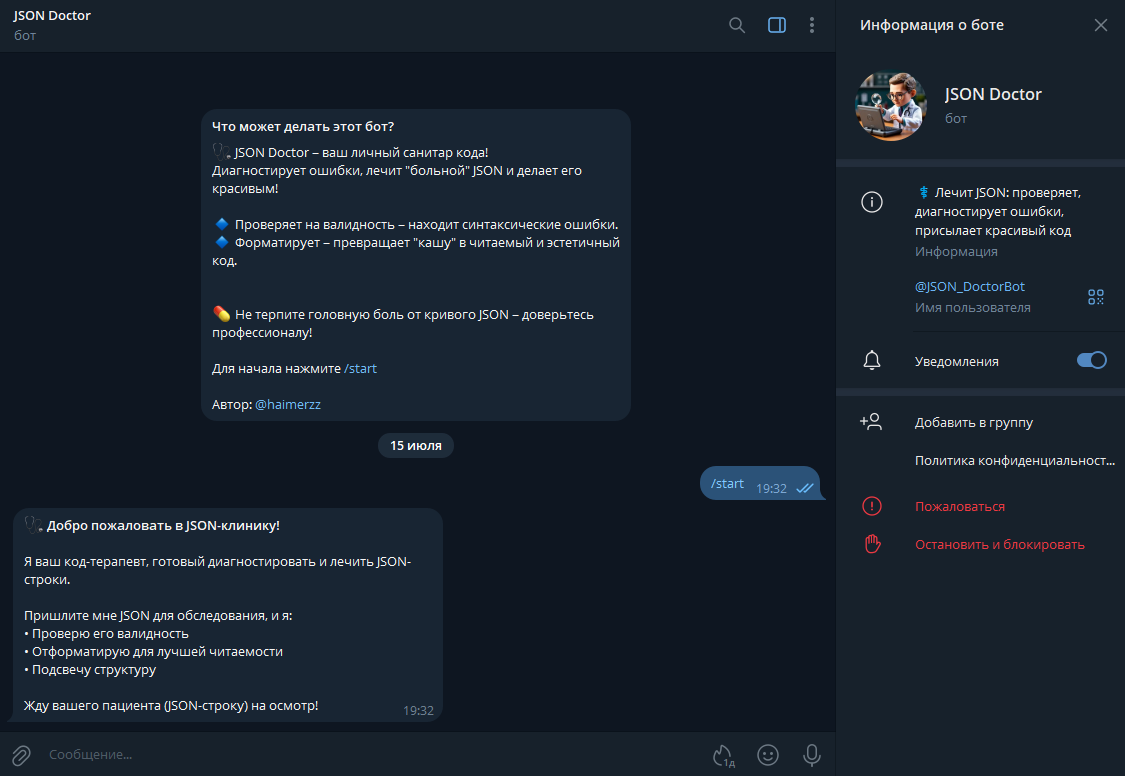 JSON Doctor
бот
Что может делать этот бот?
🩺 JSON Doctor – ваш личный санитар кода!
Диагностирует ошибки, лечит "больной" JSON и делает его
красивым!
🔹 Проверяет на валидность – находит синтаксические ошибки.
🔹 Форматирует – превращает "кашу" в читаемый и эстетичный
код.
💊 Не терпите головную боль от кривого JSON – доверьтесь
профессионалу!
Для начала нажмите /start
Автор: @haimerzz
15 июля
/start 19:32
🩺 Добро пожаловать в JSON-клинику!
Я ваш код-терапевт, готовый диагностировать и лечить JSON-
строки.
Пришлите мне JSON для обследования, и я:
• Проверю его валидность
• Отформатирую для лучшей читаемости
• Подсвечу структуру
Жду вашего пациента (JSON-строку) на осмотр! 19:32
Сообщение...
1д
Информация о боте
JSON Doctor
бот
⚕ Лечит JSON: проверяет,
диагностирует ошибки,
присылает красивый код
Информация
@JSON_DoctorBot
Имя пользователя
Уведомления
Добавить в группу
Политика конфиденциальност...
Пожаловаться
Остановить и блокировать